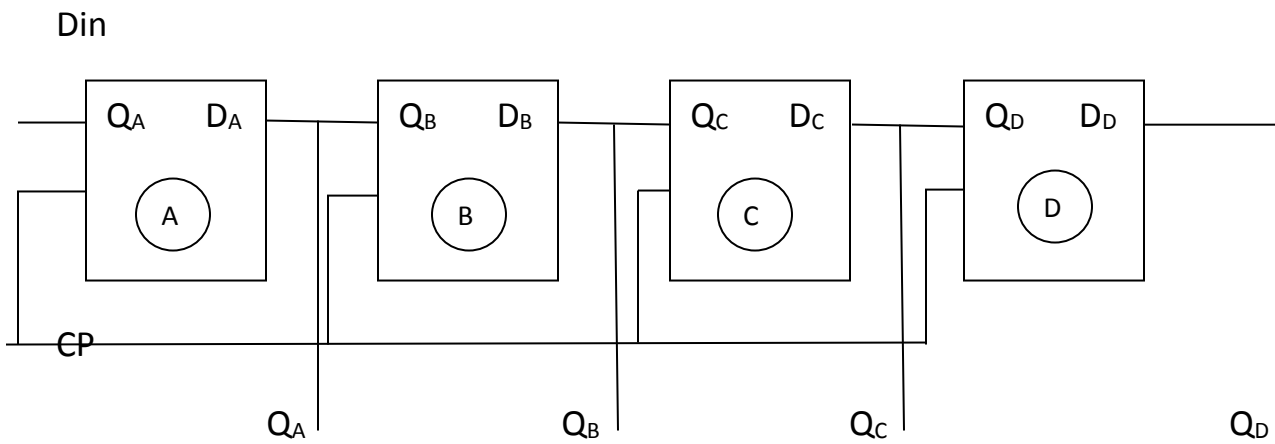 Din
QA DA QB DB QC DC QD DD
A B C D
CP
QA QB QC QD